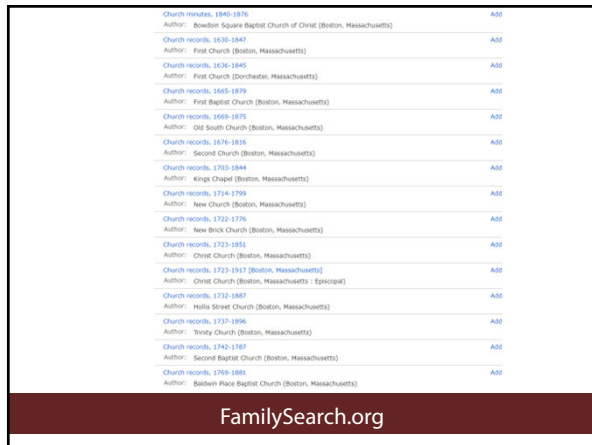 Church minutes, 1840-1876 Add
Author: Bowdoin Square Baptist Church of Christ (Boston, Massachusetts)
Church records, 1630-1847 Add
Author: First Church (Boston, Massachusetts)
Church records, 1636-1845 Add
Author: First Church (Dorchester, Massachusetts)
Church records, 1665-1879 Add
Author: First Baptist Church (Boston, Massachusetts)
Church records, 1669-1875 Add
Author: Old South Church (Boston, Massachusetts)
Church records, 1676-1816 Add
Author: Second Church (Boston, Massachusetts)
Church records, 1703-1844 Add
Author: Kings Chapel (Boston, Massachusetts)
Church records, 1714-1799 Add
Author: New Church (Boston, Massachusetts)
Church records, 1722-1776 Add
Author: New Brick Church (Boston, Massachusetts)
Church records, 1723-1851 Add
Author: Christ Church (Boston, Massachusetts)
Church records, 1723-1917 [Boston, Massachusetts] Add
Author: Christ Church (Boston, Massachusetts : Episcopal)
Church records, 1732-1887 Add
Author: Hollis Street Church (Boston, Massachusetts)
Church records, 1737-1896 Add
Author: Trinity Church (Boston, Massachusetts)
Church records, 1742-1787 Add
Author: Second Baptist Church (Boston, Massachusetts)
Church records, 1769-1881 Add
Author: Baldwin Place Baptist Church (Boston, Massachusetts)
FamilySearch.org